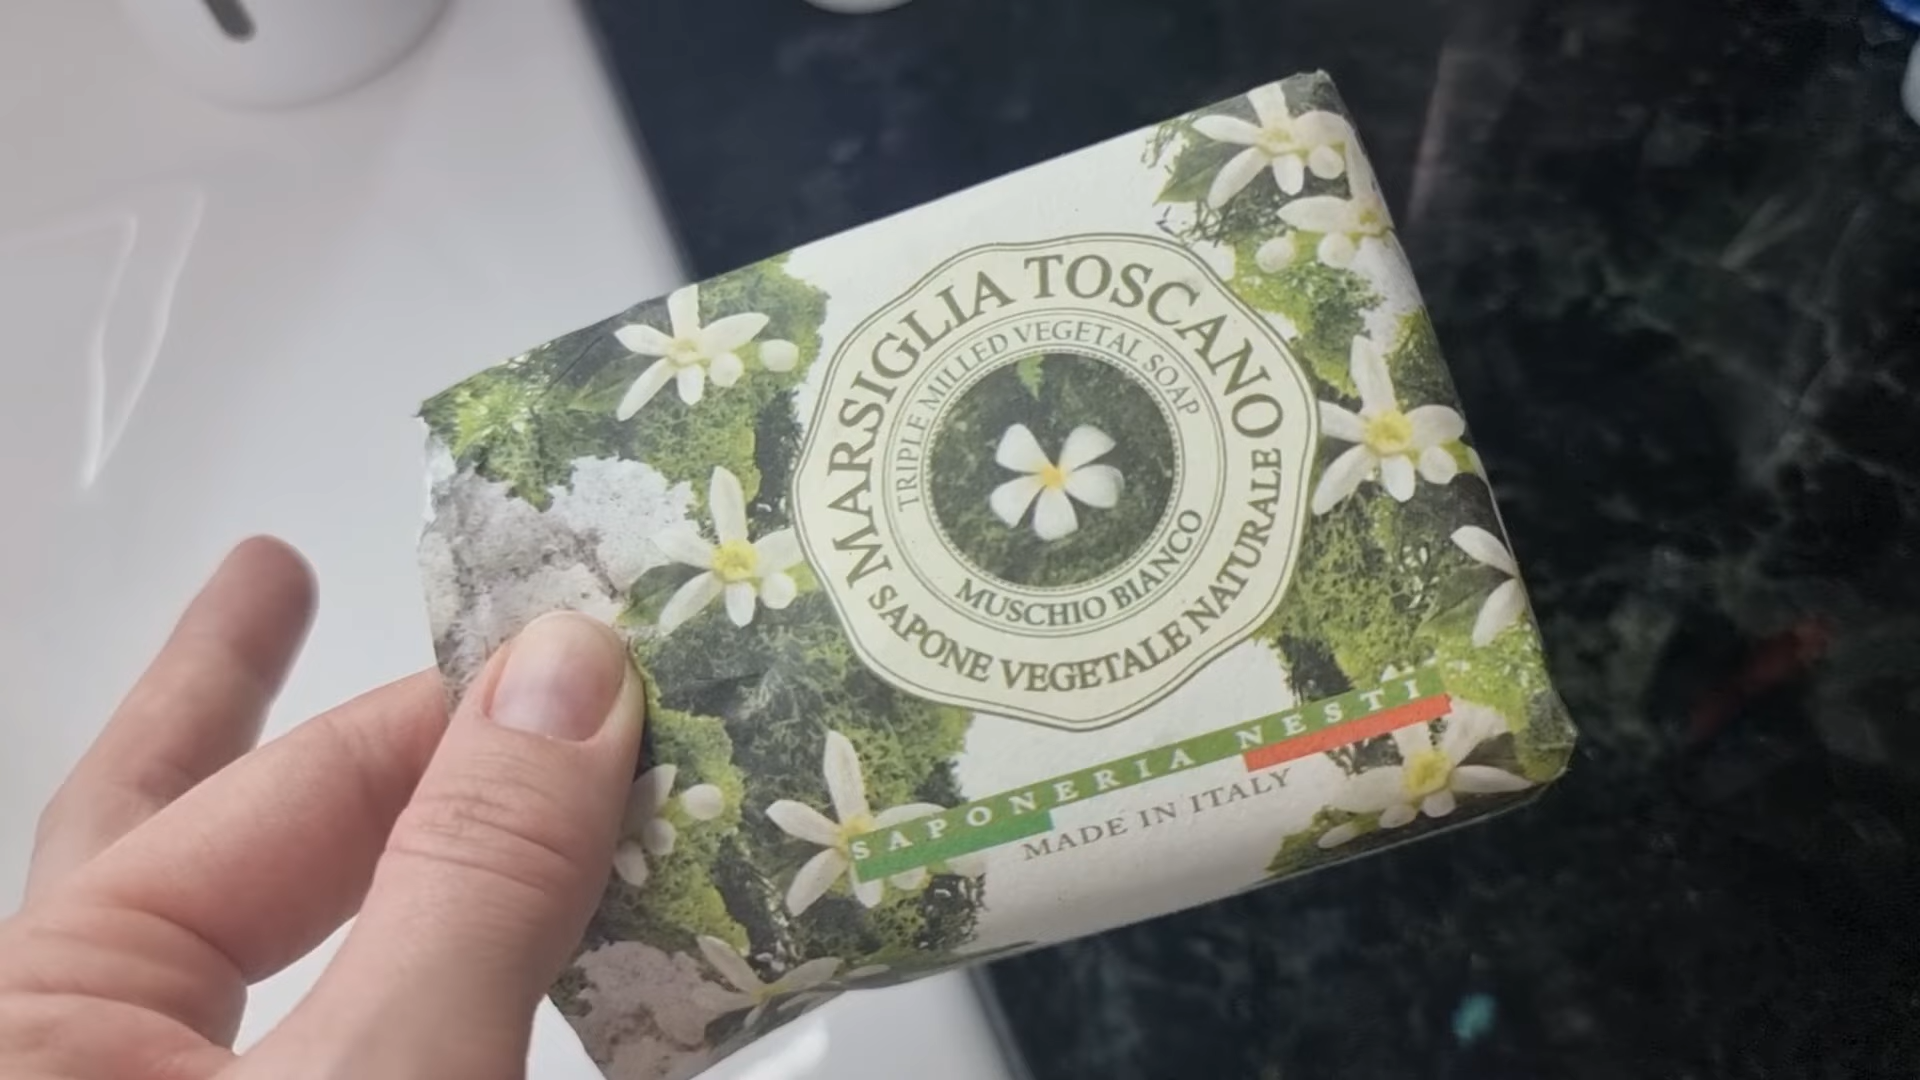 MARSIGLIA TOSCANO
TRIPLE MILLED VEGETAL SOAP
MUSCHIO BIANCO
SAPONE VEGETALE NATURALE
SAPONERIA NESTI
MADE IN ITALY